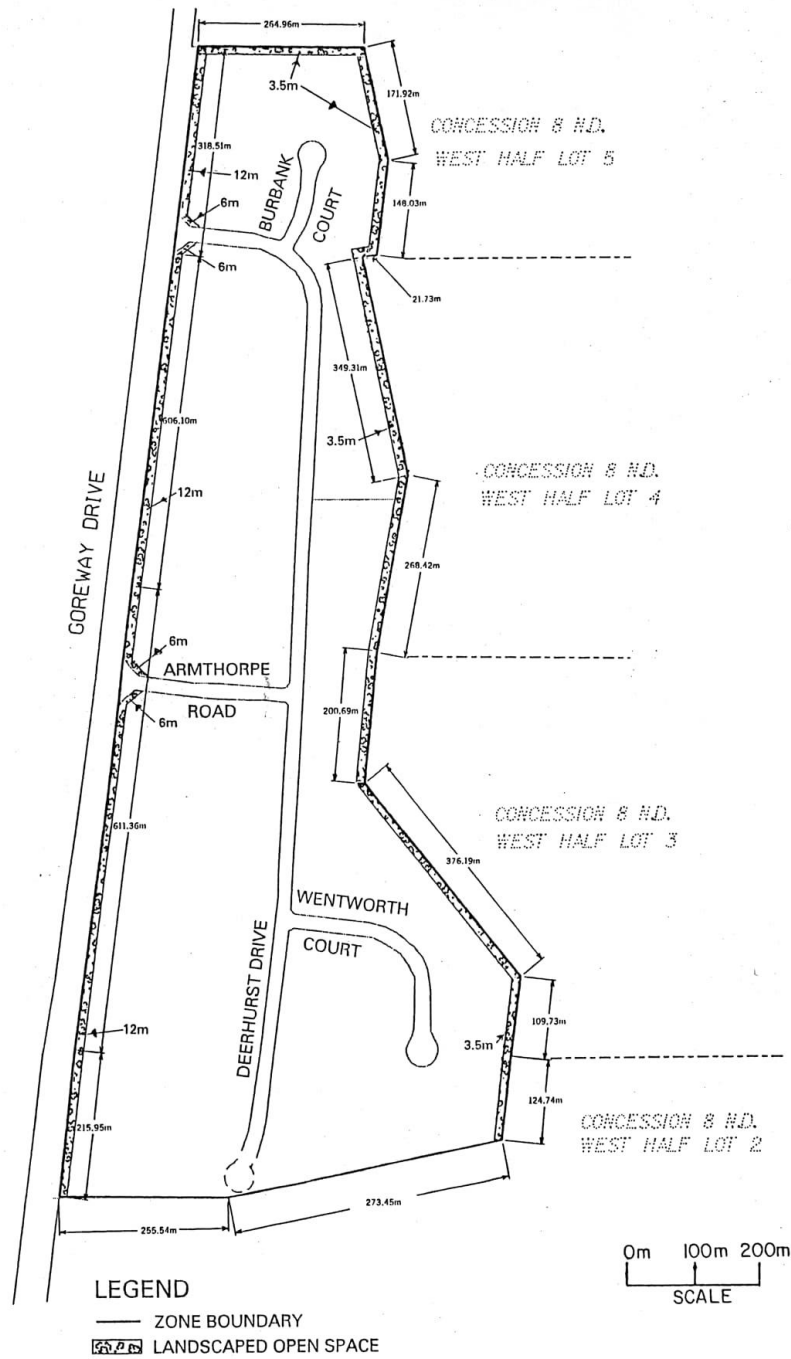 264.96m
171.92m
3.5m
CONCESSION 8 N.D.
WEST HALF LOT 5
318.51m
12m
BURBANK
COURT
6m
148.03m
6m
21.73m
349.31m
3.5m
606.10m
CONCESSION 8 N.D.
WEST HALF LOT 4
12m
GOREWAY DRIVE
268.42m
6m
ARMTHORPE
ROAD
6m
200.69m
CONCESSION 8 N.D.
WEST HALF LOT 3
611.36m
376.19m
WENTWORTH
COURT
DEERHURST DRIVE
12m
3.5m
109.73m
124.74m
CONCESSION 8 N.D.
WEST HALF LOT 2
215.95m
273.45m
255.54m
0m 100m 200m
SCALE
LEGEND
ZONE BOUNDARY
LANDSCAPED OPEN SPACE